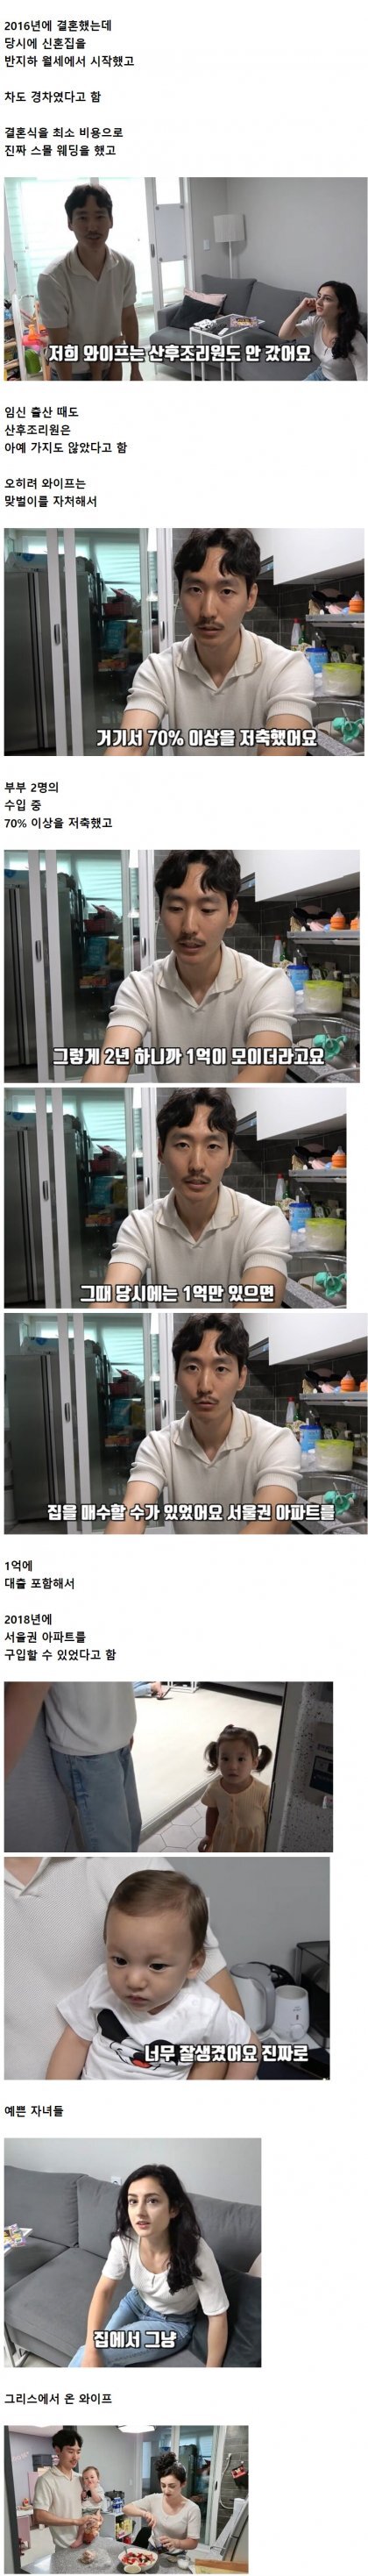 2016년에 결혼했는데
당시에 신혼집을
반지하 월세에서 시작했고
차도 경차였다고 함
결혼식을 최소 비용으로
진짜 스몰 웨딩을 했고
저희 와이프는 산후조리원도 안 갔어요
임신 출산 때도
산후조리원은
아예 가지도 않았다고 함
오히려 와이프는
맞벌이를 자처해서
거기서 70% 이상을 저축했어요
부부 2명의
수입 중
70% 이상을 저축했고
그렇게 2년 하니까 1억이 모이더라고요
그때 당시에는 1억만 있으면
집을 매수할 수가 있었어요 서울권 아파트를
1억에
대출 포함해서
2018년에
서울권 아파트를
구입할 수 있었다고 함
너무 잘생겼어요 진짜로
예쁜 자녀들
집에서 그냥
그리스에서 온 와이프